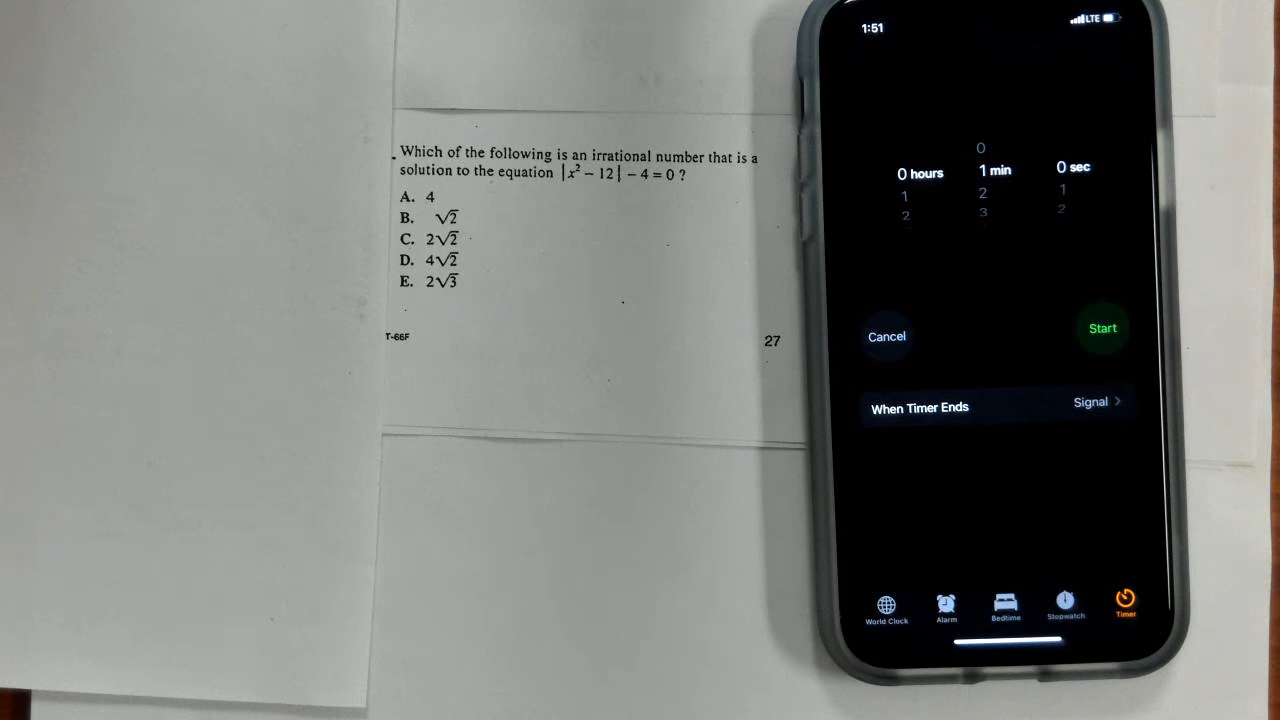 Which of the following is an irrational number that is a
solution to the equation |x² – 12| – 4 = 0 ?
A. 4
B. √2
C. 2√2
D. 4√2
E. 2√3
T-66F
27
1:51
LTE
0
0 hours 1 min 0 sec
1 2 1
2 3 2
Cancel
Start
When Timer Ends
Signal >
World Clock
Alarm
Bedtime
Stopwatch
Timer